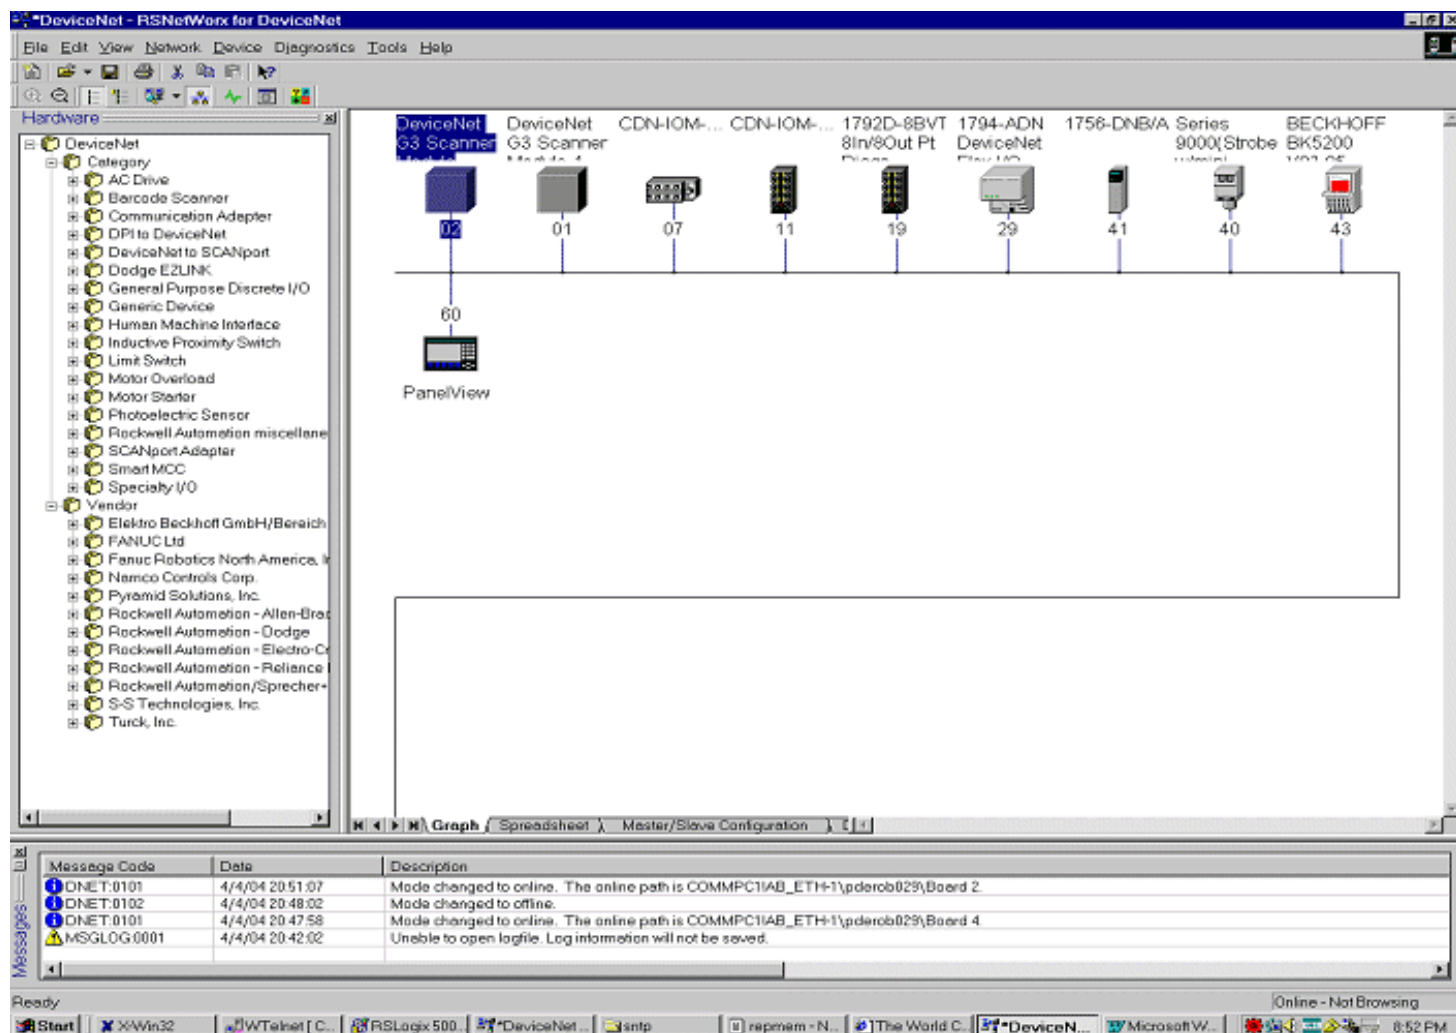 *DeviceNet - RSNetWorx for DeviceNet
File Edit View Network Device Diagnostics Tools Help
Hardware
DeviceNet
Category
AC Drive
Barcode Scanner
Communication Adapter
DPI to DeviceNet
DeviceNet to SCANport
Dodge EZLINK
General Purpose Discrete I/O
Generic Device
Human Machine Interface
Inductive Proximity Switch
Limit Switch
Motor Overload
Motor Starter
Photoelectric Sensor
Rockwell Automation miscellane
SCANport Adapter
Smart MCC
Specialty I/O
Vendor
Elektro Beckhoff GmbH/Bereich
FANUC Ltd
Fanuc Robotics North America, I
Namco Controls Corp.
Pyramid Solutions, Inc.
Rockwell Automation - Allen-Brad
Rockwell Automation - Dodge
Rockwell Automation - Electro-Cr
Rockwell Automation - Reliance
Rockwell Automation/Sprecher+
S-S Technologies, Inc.
Turck, Inc.
DeviceNet G3 Scanner Module
DeviceNet G3 Scanner
CDN-IOM-...
CDN-IOM-...
1792D-8BVT 8In/8Out Pt
1794-ADN DeviceNet Flex I/O
1756-DNB/A
Series 9000(Strobe
BECKHOFF BK5200
02 01 07 11 19 29 41 40 43
60
PanelView
Graph Spreadsheet Master/Slave Configuration
Messages
Message Code Date Description
DNET:0101 4/4/04 20:51:07 Mode changed to online. The online path is COMMPC1!AB_ETH-1\pderob029\Board 2.
DNET:0102 4/4/04 20:48:02 Mode changed to offline.
DNET:0101 4/4/04 20:47:58 Mode changed to online. The online path is COMMPC1!AB_ETH-1\pderob029\Board 4.
MSGLOG:0001 4/4/04 20:42:02 Unable to open logfile. Log information will not be saved.
Ready
Online - Not Browsing
Start X-Win32 WTelnet [ C... RSLogix 500... *DeviceNet ... sntp repmem - N... ]The World C... *DeviceN... Microsoft W... 8:52 PM